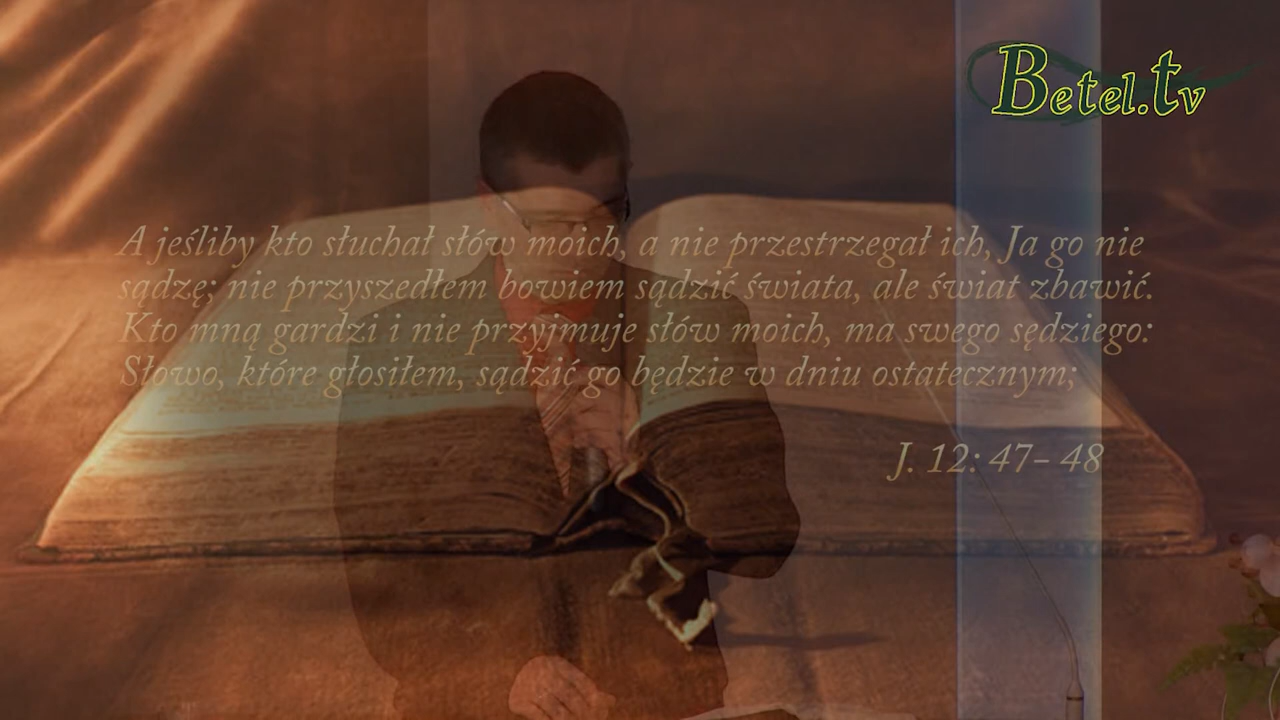 Betel.tv
A jeśliby kto słuchał słów moich, a nie przestrzegał ich, Ja go nie
sądzę; nie przyszedłem bowiem sądzić świata, ale świat zbawić.
Kto mną gardzi i nie przyjmuje słów moich, ma swego sędziego:
Słowo, które głosiłem, sądzić go będzie w dniu ostatecznym;
J. 12: 47- 48